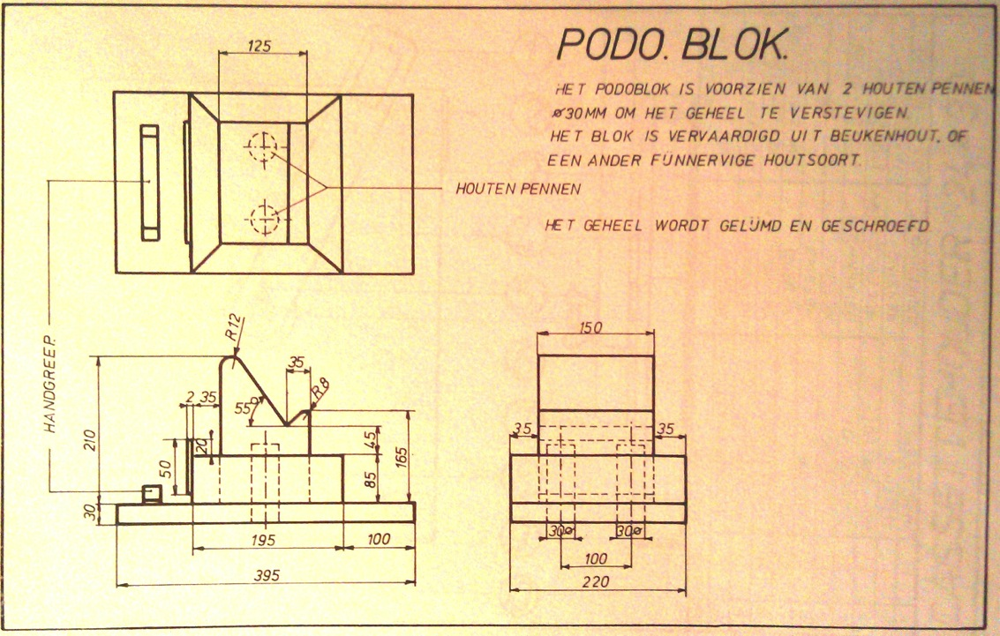 PODO. BLOK.
HET PODOBLOK IS VOORZIEN VAN 2 HOUTEN PENNEN
ø30MM OM HET GEHEEL TE VERSTEVIGEN.
HET BLOK IS VERVAARDIGD UIT BEUKENHOUT, OF
EEN ANDER FIJNNERVIGE HOUTSOORT.
HOUTEN PENNEN
HET GEHEEL WORDT GELIJMD EN GESCHROEFD
125
HANDGREEP.
R12
35
R8
2
35
55°
210
50
20
45
165
85
30
195
100
395
150
35
35
30ø
30ø
100
220